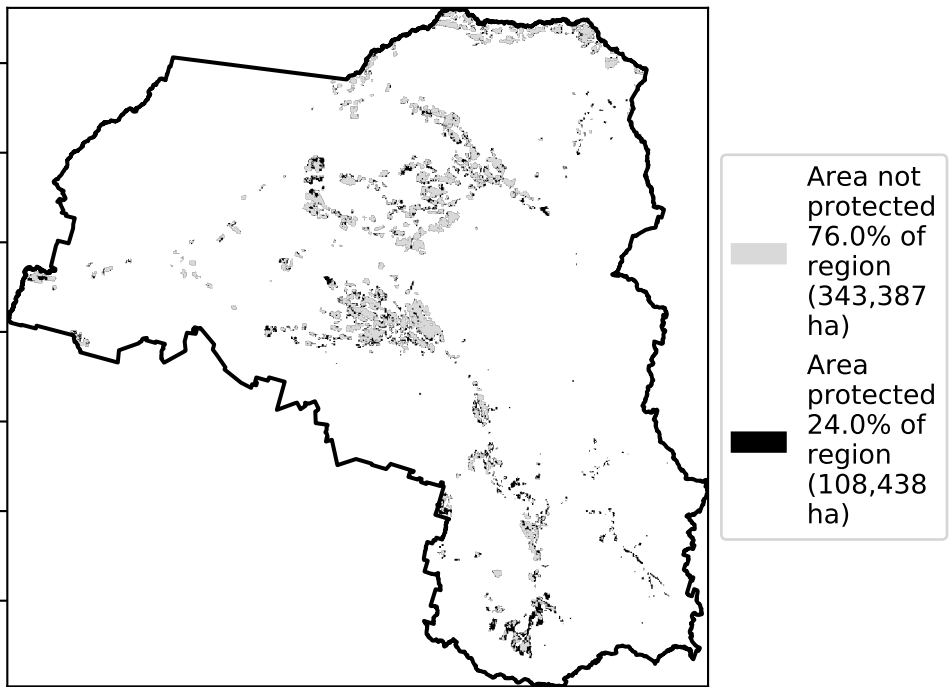 Area not
protected
76.0% of
region
(343,387
ha)
Area
protected
24.0% of
region
(108,438
ha)